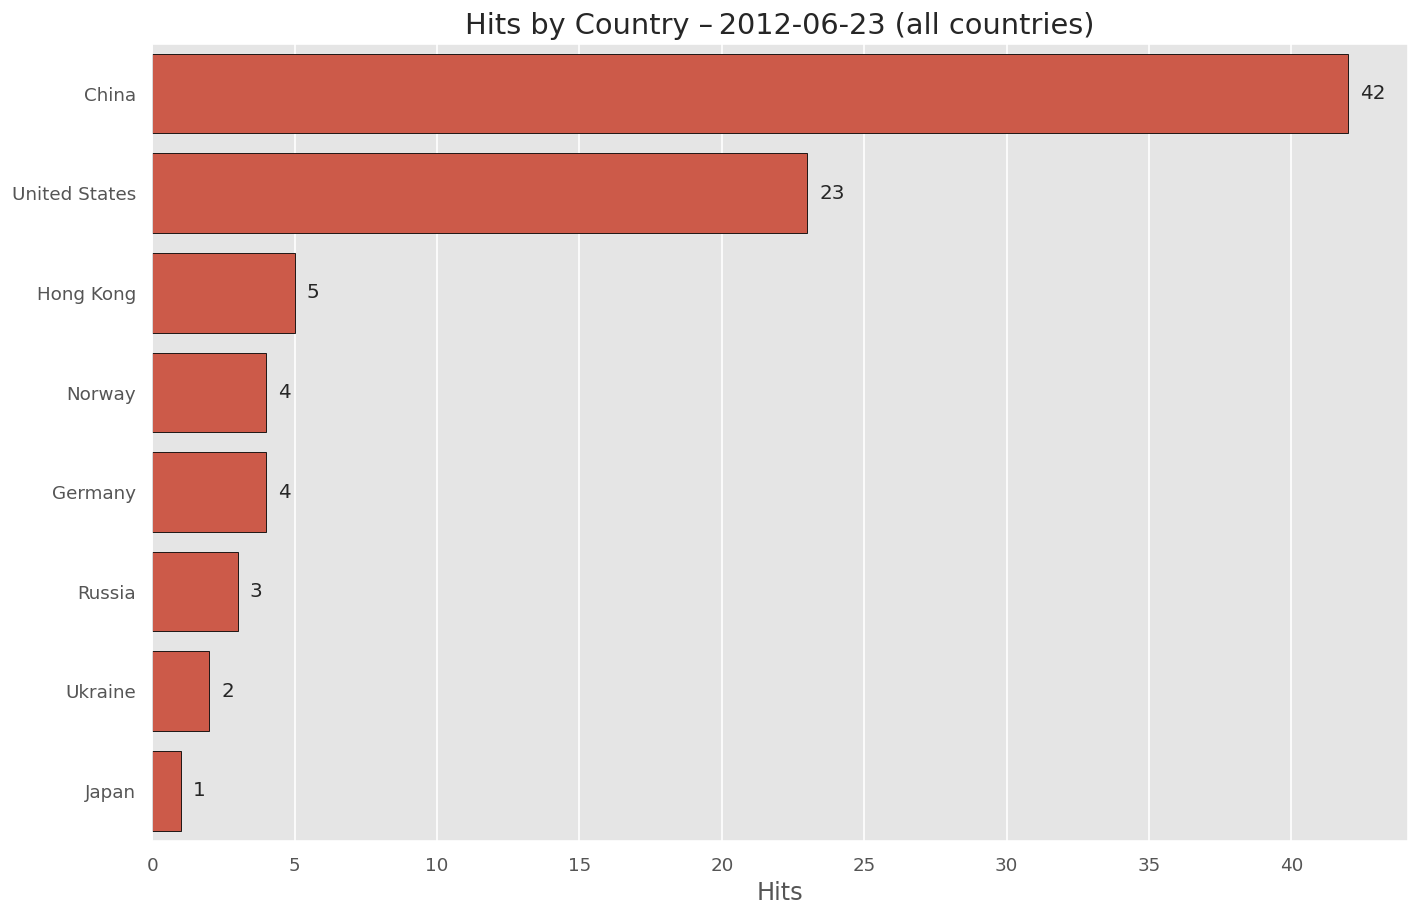 Hits by Country – 2012-06-23 (all countries)
China 42
United States 23
Hong Kong 5
Norway 4
Germany 4
Russia 3
Ukraine 2
Japan 1
0 5 10 15 20 25 30 35 40
Hits